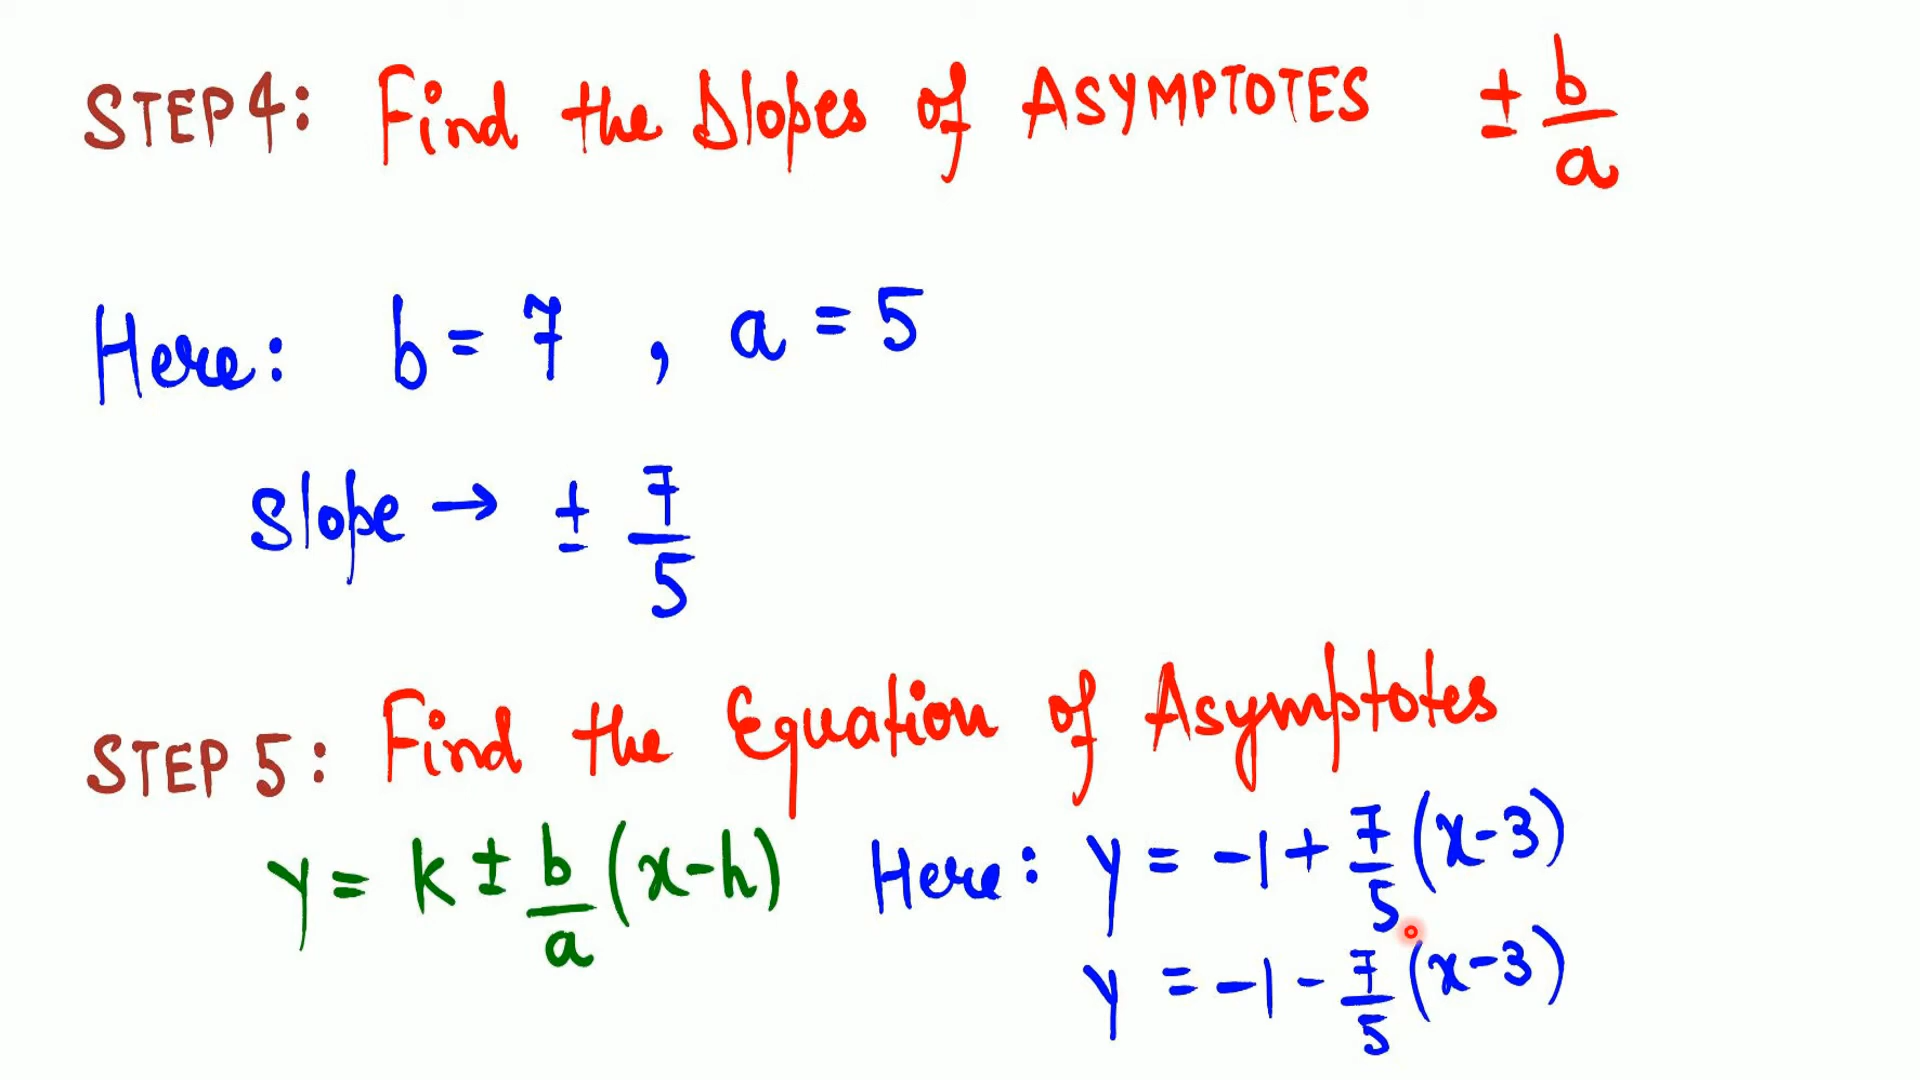 STEP 4: Find the Slopes of ASYMPTOTES ± b/a
Here: b = 7 , a = 5
Slope → ± 7/5
STEP 5: Find the Equation of Asymptotes
y = k ± b/a (x-h) Here: y = -1 + 7/5 (x-3)
y = -1 - 7/5 (x-3)